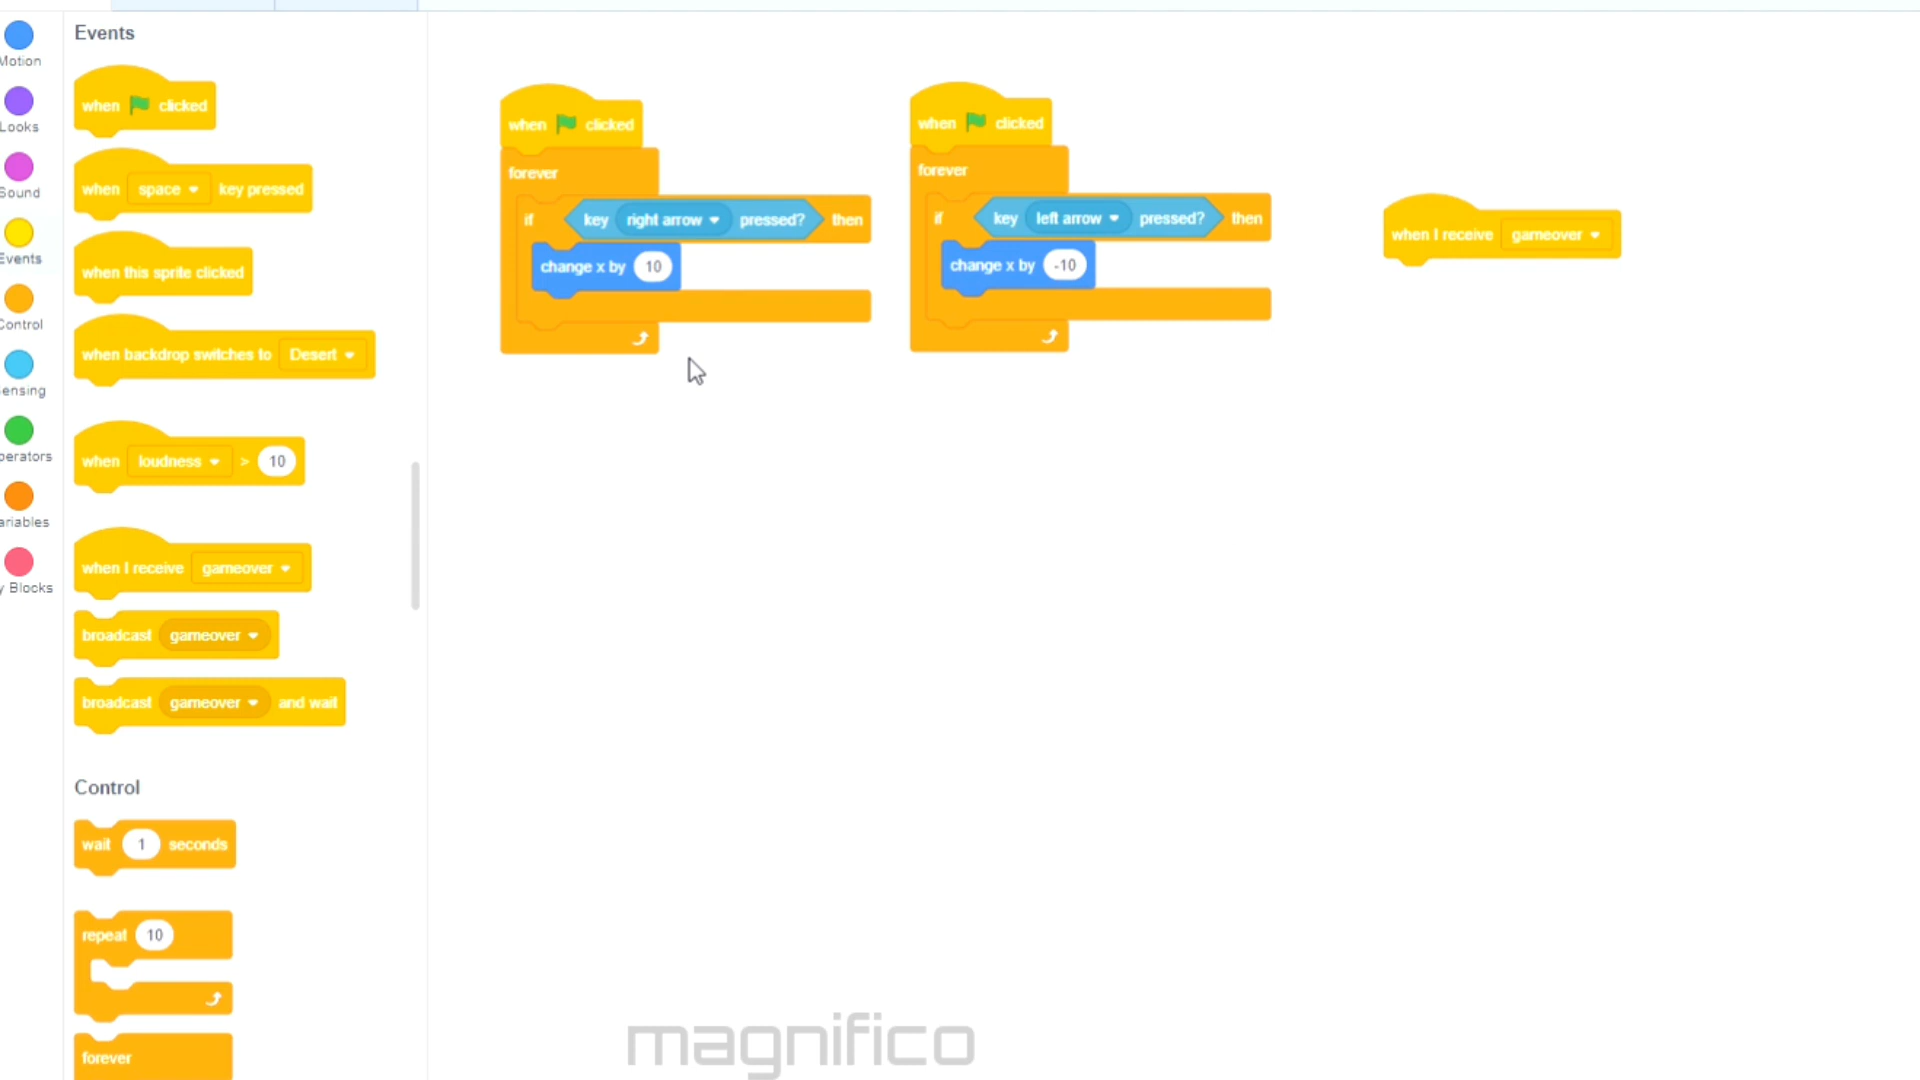 Motion
Looks
Sound
Events
Control
ensing
perators
ariables
y Blocks
Events
when clicked
when space key pressed
when this sprite clicked
when backdrop switches to Desert
when loudness > 10
when I receive gameover
broadcast gameover
broadcast gameover and wait
Control
wait 1 seconds
repeat 10
forever
when clicked
forever
if key right arrow pressed? then
change x by 10
when clicked
forever
if key left arrow pressed? then
change x by -10
when I receive gameover
magnifico